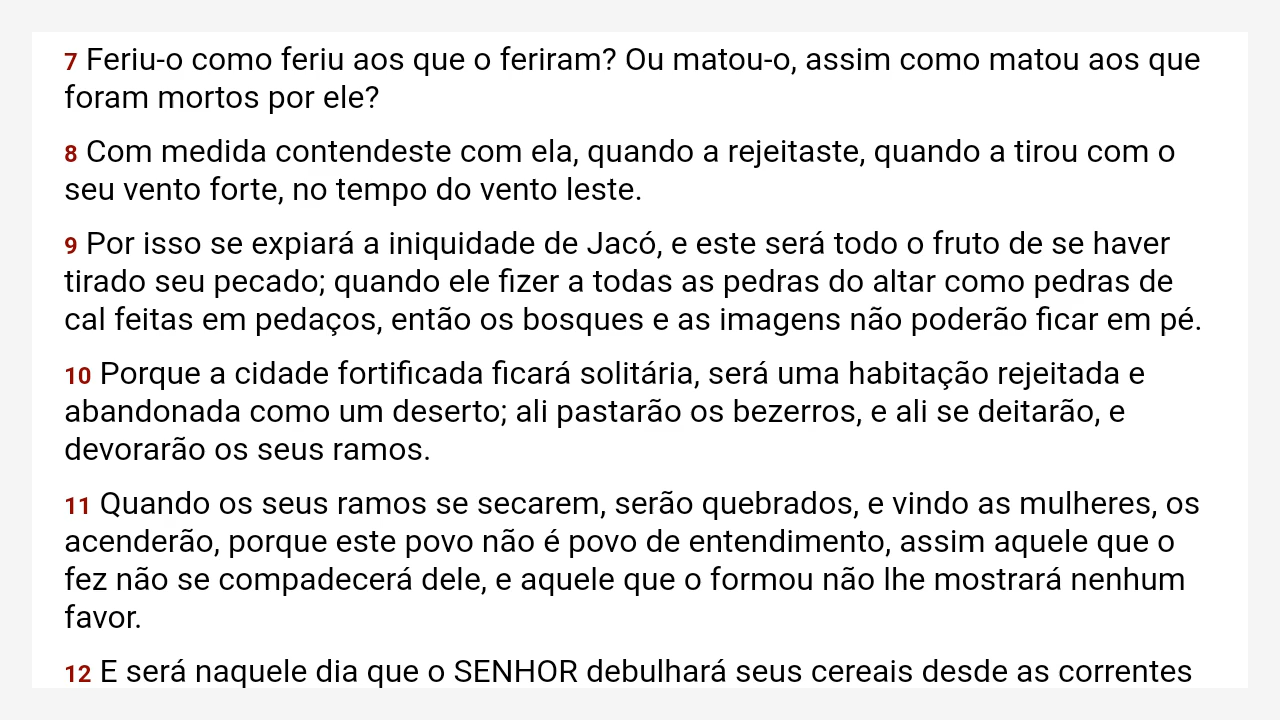 7 Feriu-o como feriu aos que o feriram? Ou matou-o, assim como matou aos que
foram mortos por ele?
8 Com medida contendeste com ela, quando a rejeitaste, quando a tirou com o
seu vento forte, no tempo do vento leste.
9 Por isso se expiará a iniquidade de Jacó, e este será todo o fruto de se haver
tirado seu pecado; quando ele fizer a todas as pedras do altar como pedras de
cal feitas em pedaços, então os bosques e as imagens não poderão ficar em pé.
10 Porque a cidade fortificada ficará solitária, será uma habitação rejeitada e
abandonada como um deserto; ali pastarão os bezerros, e ali se deitarão, e
devorarão os seus ramos.
11 Quando os seus ramos se secarem, serão quebrados, e vindo as mulheres, os
acenderão, porque este povo não é povo de entendimento, assim aquele que o
fez não se compadecerá dele, e aquele que o formou não lhe mostrará nenhum
favor.
12 E será naquele dia que o SENHOR debulhará seus cereais desde as correntes